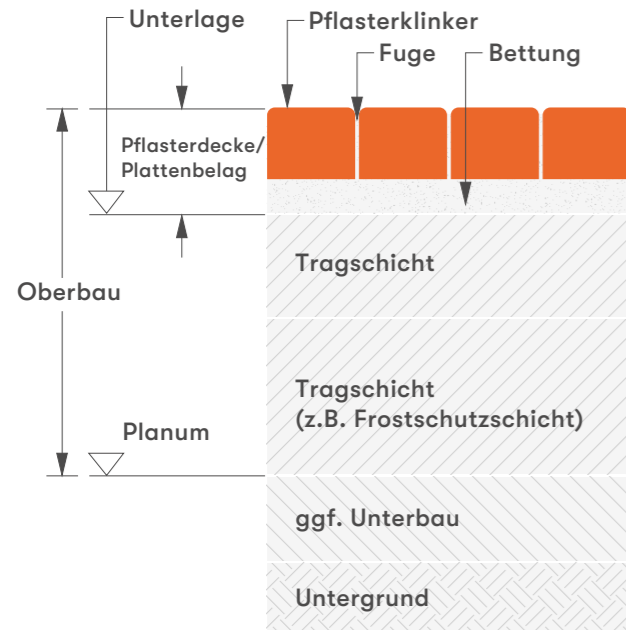 Unterlage
Pflasterklinker
Fuge
Bettung
Pflasterdecke/
Plattenbelag
Tragschicht
Oberbau
Tragschicht
(z.B. Frostschutzschicht)
Planum
ggf. Unterbau
Untergrund